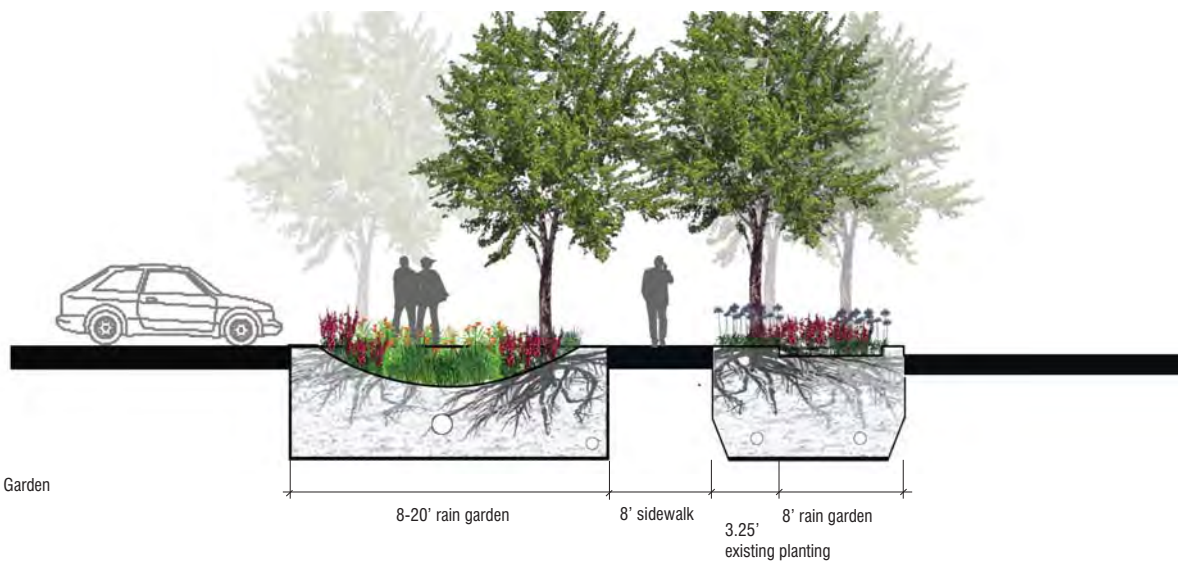 Garden
8-20’ rain garden
8’ sidewalk
3.25’
existing planting
8’ rain garden